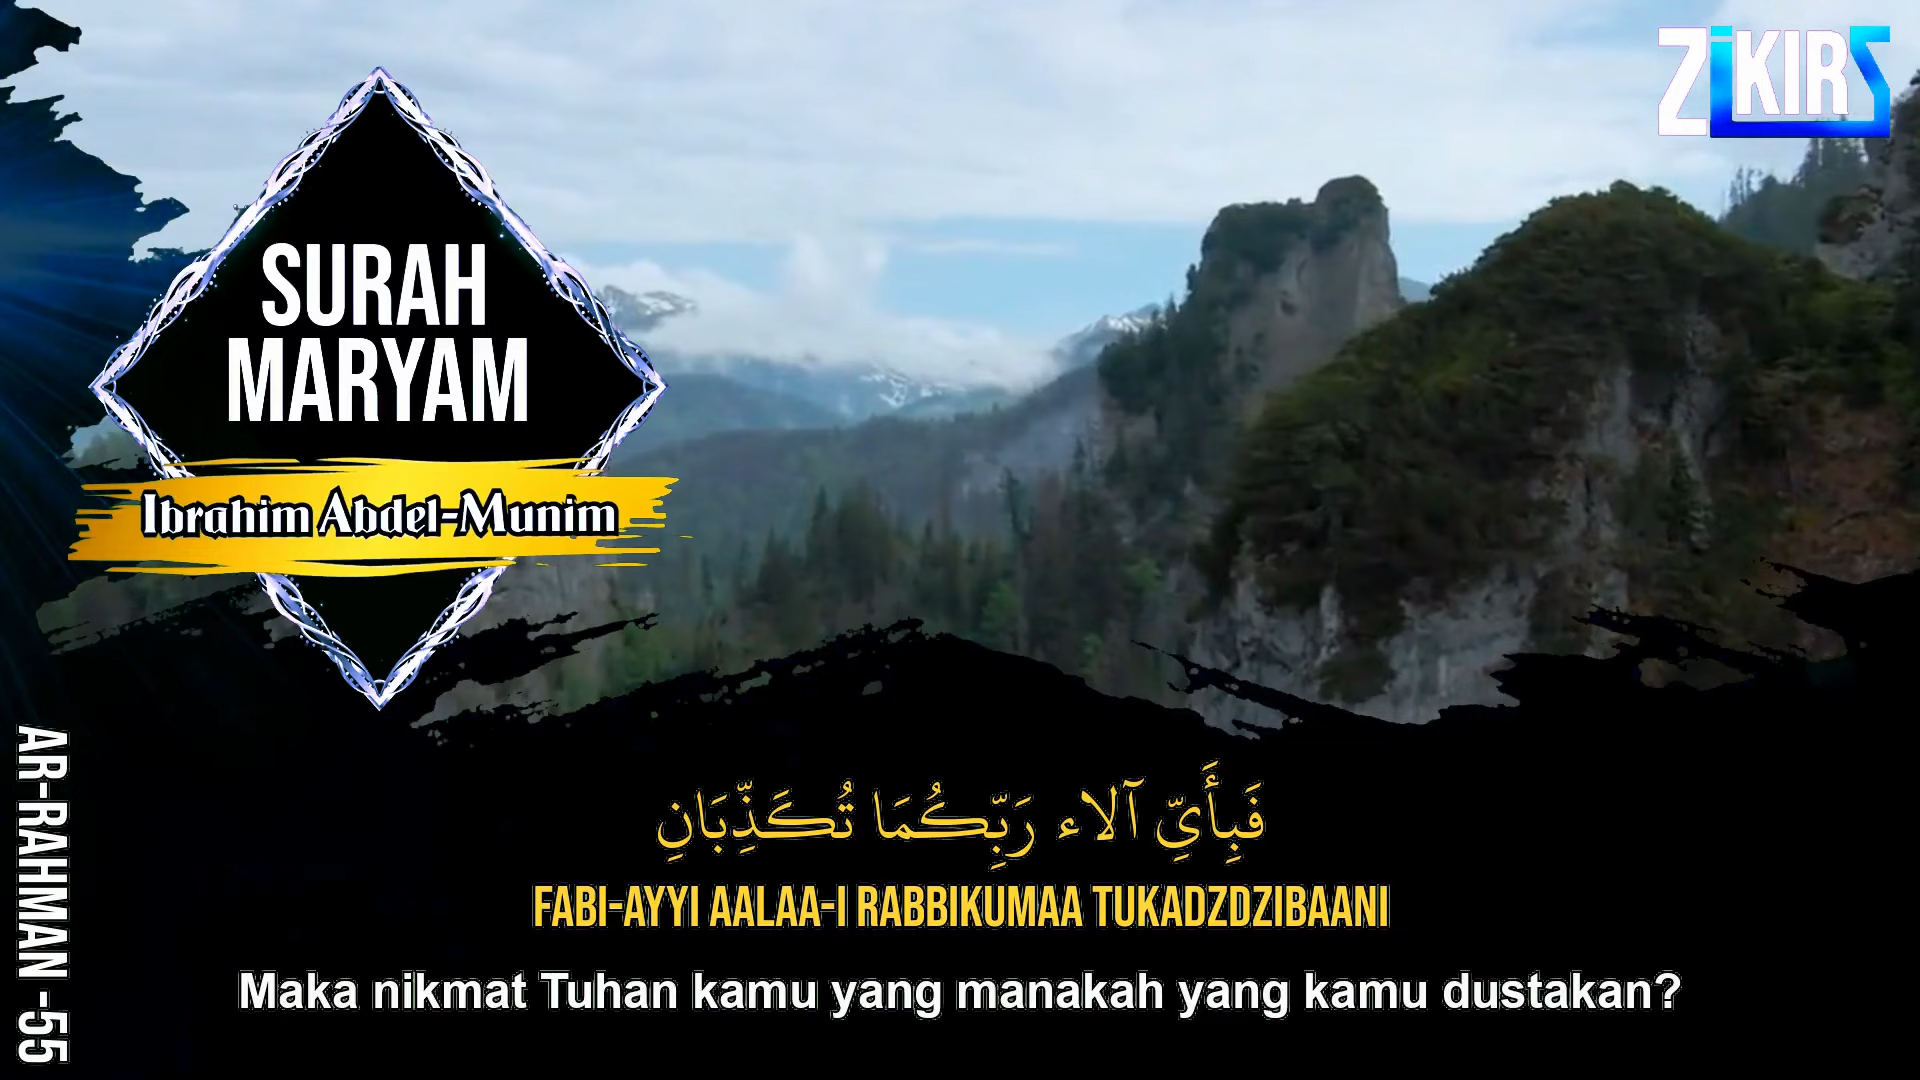 ZIKIRS
SURAH
MARYAM
Ibrahim Abdel-Munim
فَبِأَيِّ آلاء رَبِّكُمَا تُكَذِّبَانِ
FABI-AYYI AALAA-I RABBIKUMAA TUKADZDZIBAANI
Maka nikmat Tuhan kamu yang manakah yang kamu dustakan?
AR-RAHMAN -55